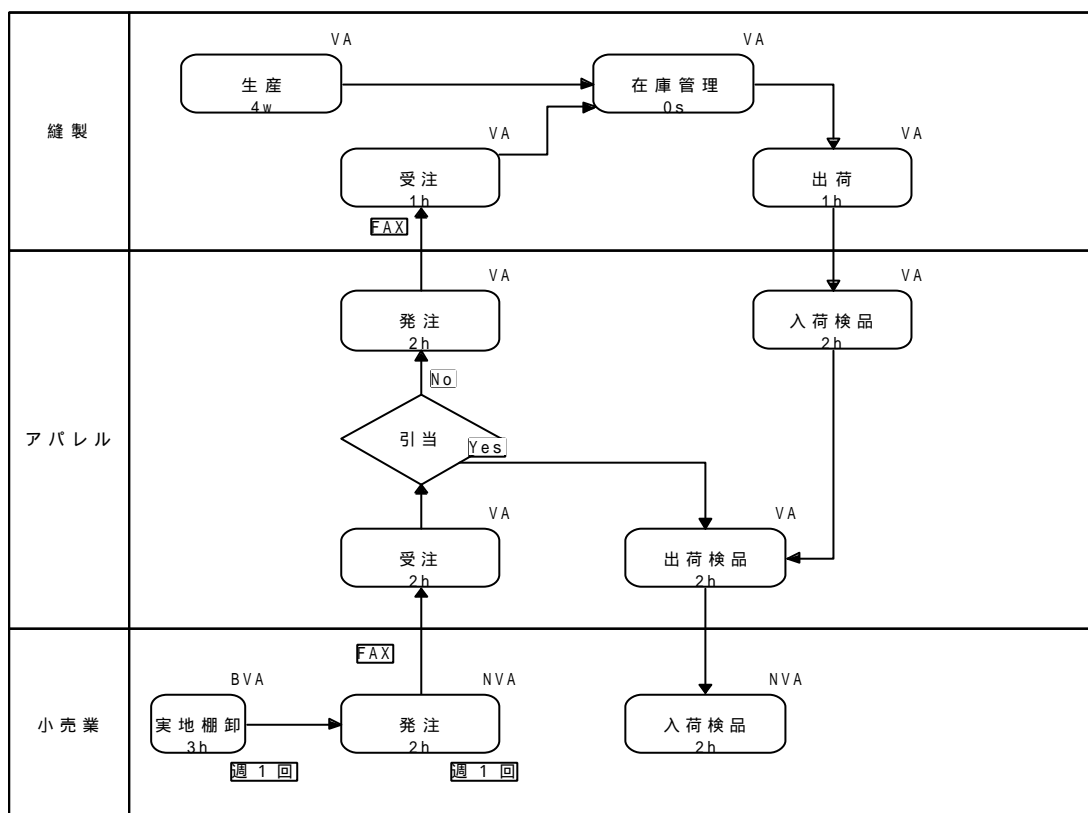 縫製
VA
生産
4w
VA
在庫管理
0s
VA
受注
1h
FAX
VA
出荷
1h
アパレル
VA
発注
2h
No
VA
入荷検品
2h
引当
Yes
VA
受注
2h
VA
出荷検品
2h
小売業
FAX
BVA
実地棚卸
3h
週1回
NVA
発注
2h
週1回
NVA
入荷検品
2h